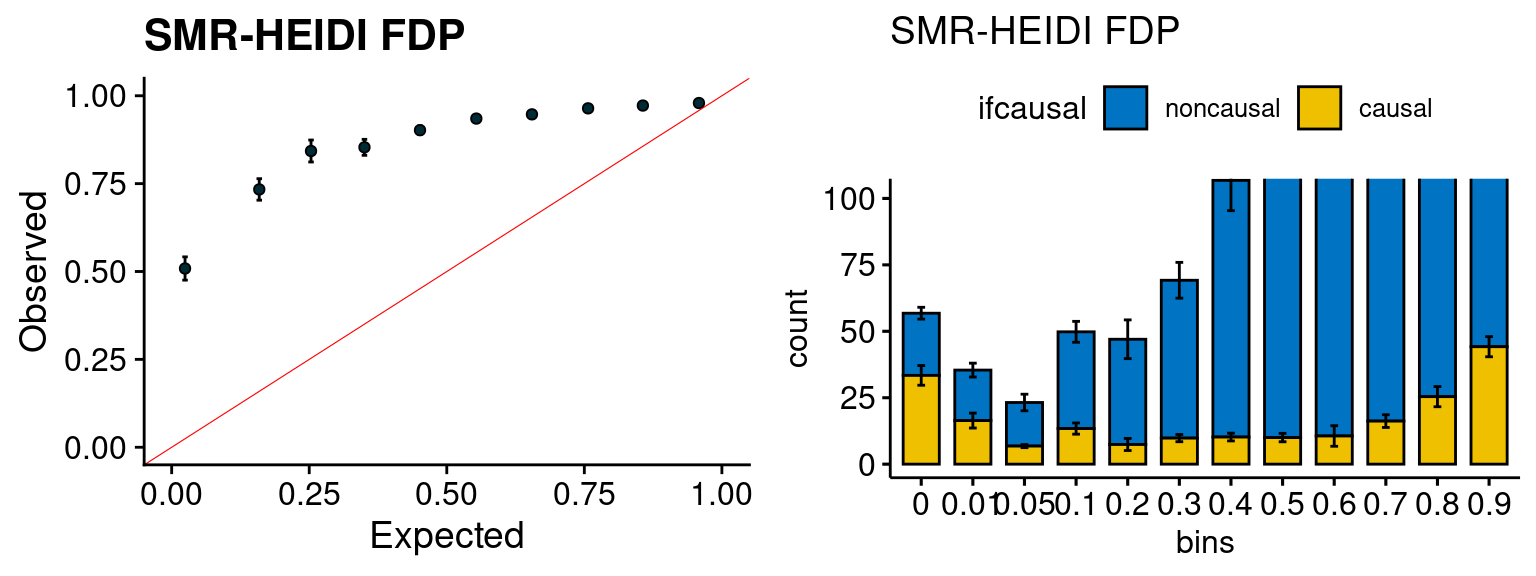 SMR-HEIDI FDP
1.00
0.75
0.50
0.25
0.00
Observed
0.00 0.25 0.50 0.75 1.00
Expected
SMR-HEIDI FDP
ifcausal noncausal causal
100
75
50
25
0
count
0 0.01 0.05 0.1 0.2 0.3 0.4 0.5 0.6 0.7 0.8 0.9
bins